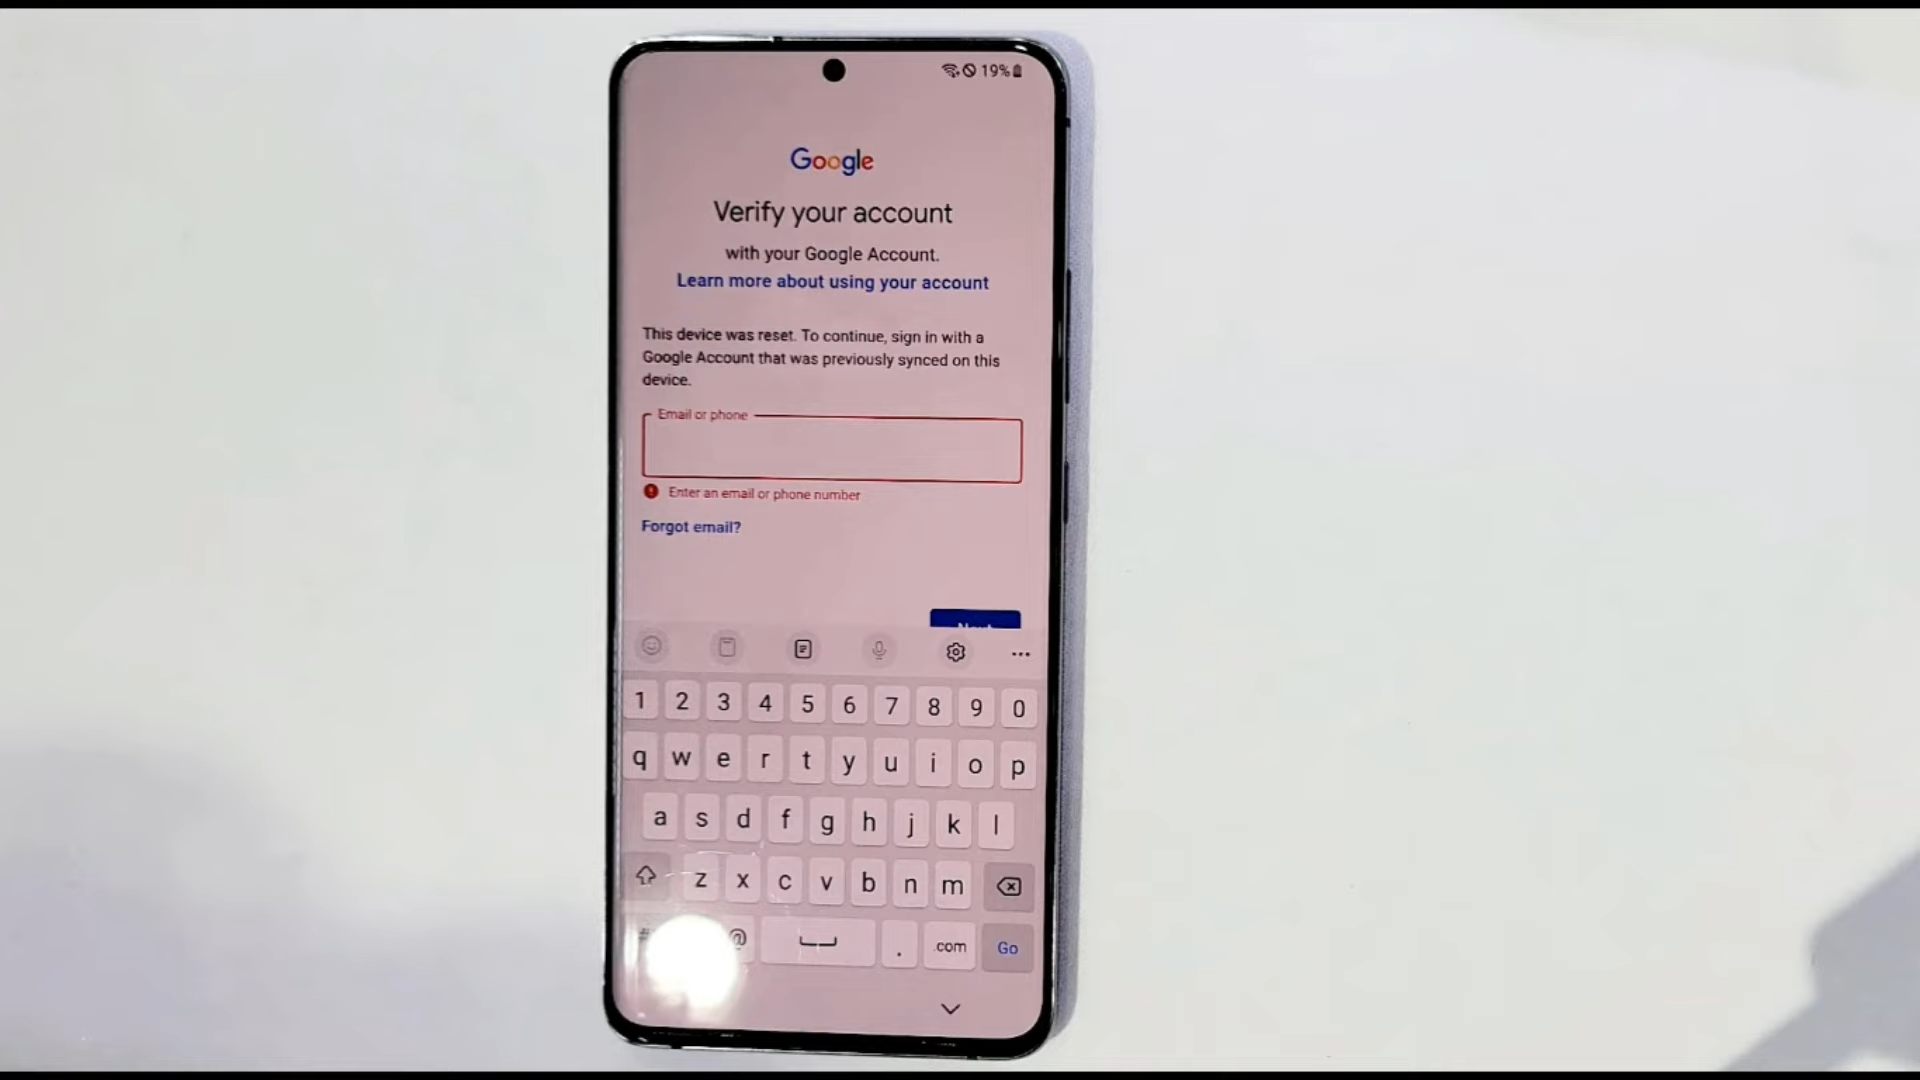 19%
Google
Verify your account
with your Google Account.
Learn more about using your account
This device was reset. To continue, sign in with a
Google Account that was previously synced on this
device.
Email or phone
Enter an email or phone number
Forgot email?
Next
1 2 3 4 5 6 7 8 9 0
q w e r t y u i o p
a s d f g h j k l
z x c v b n m
@ . .com Go